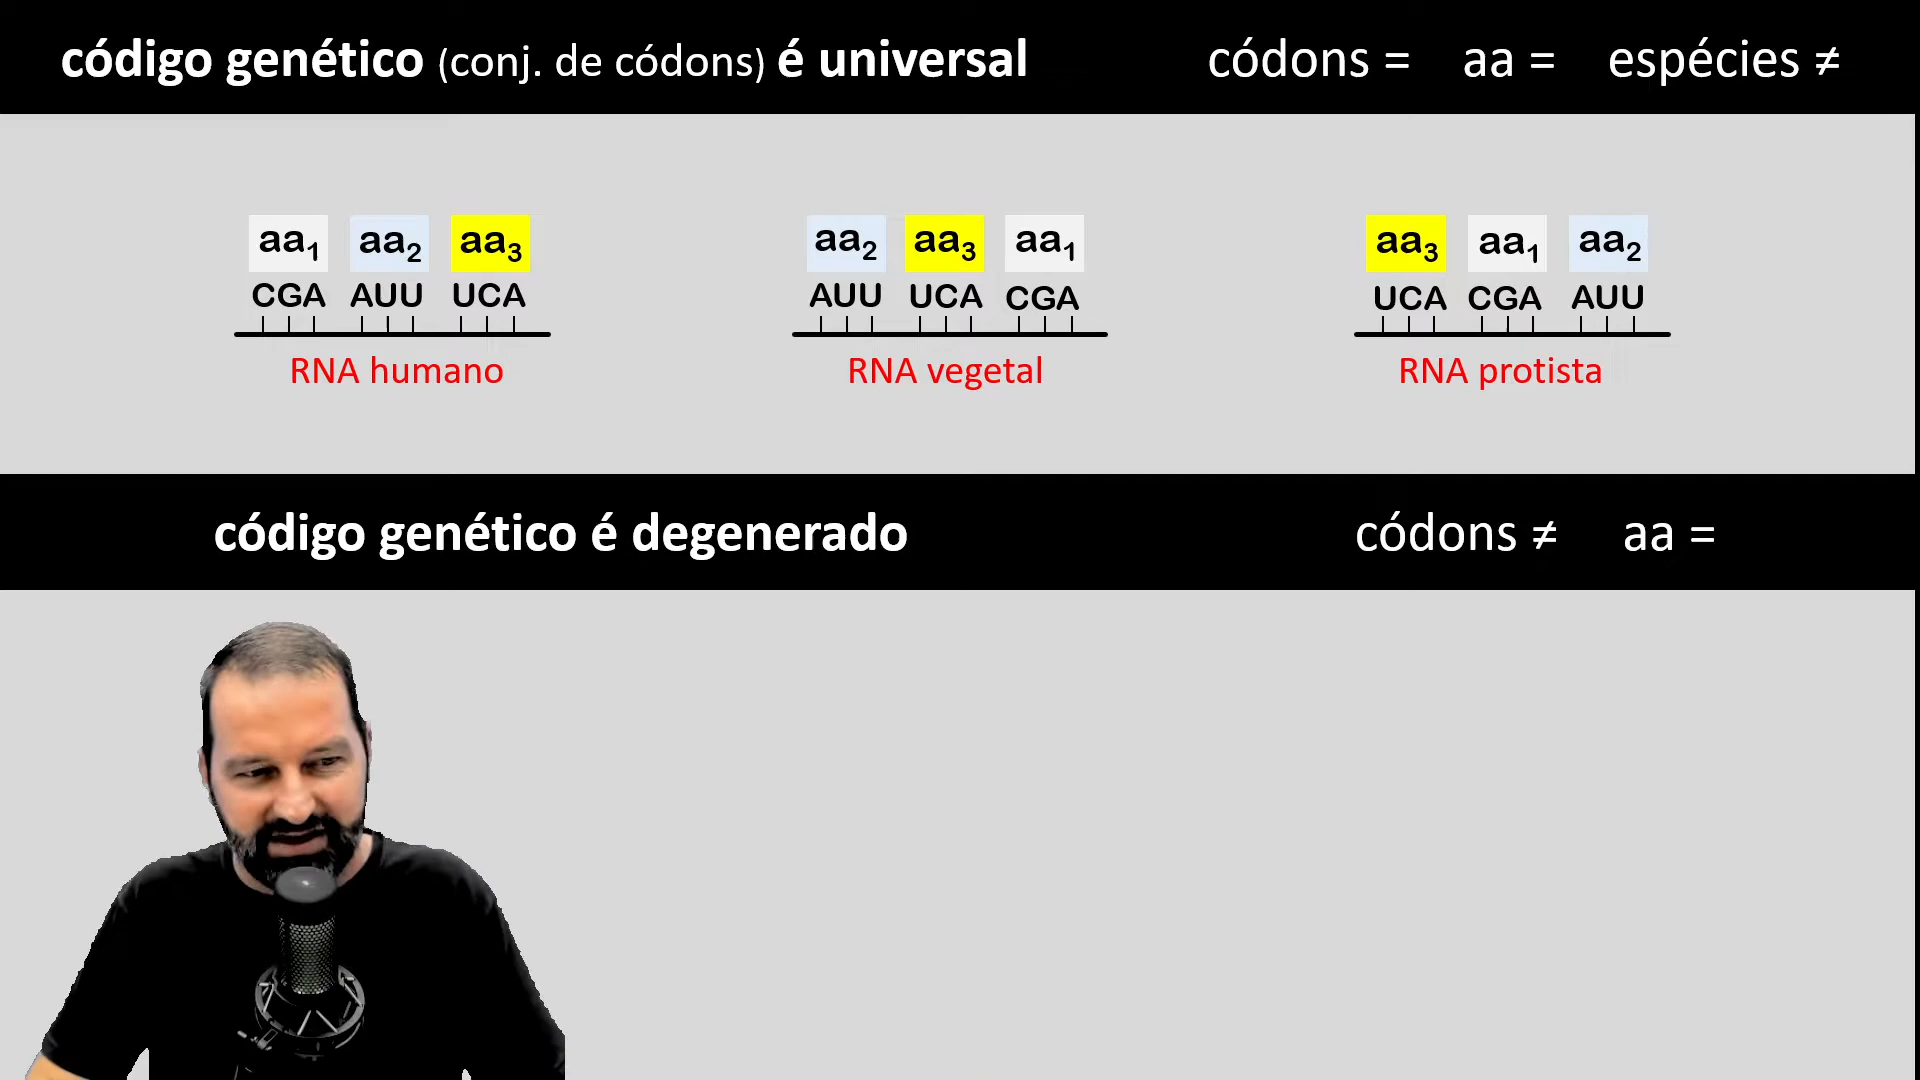 código genético (conj. de códons) é universal códons = aa = espécies ≠
aa1 aa2 aa3
CGA AUU UCA
RNA humano
aa2 aa3 aa1
AUU UCA CGA
RNA vegetal
aa3 aa1 aa2
UCA CGA AUU
RNA protista
código genético é degenerado códons ≠ aa =